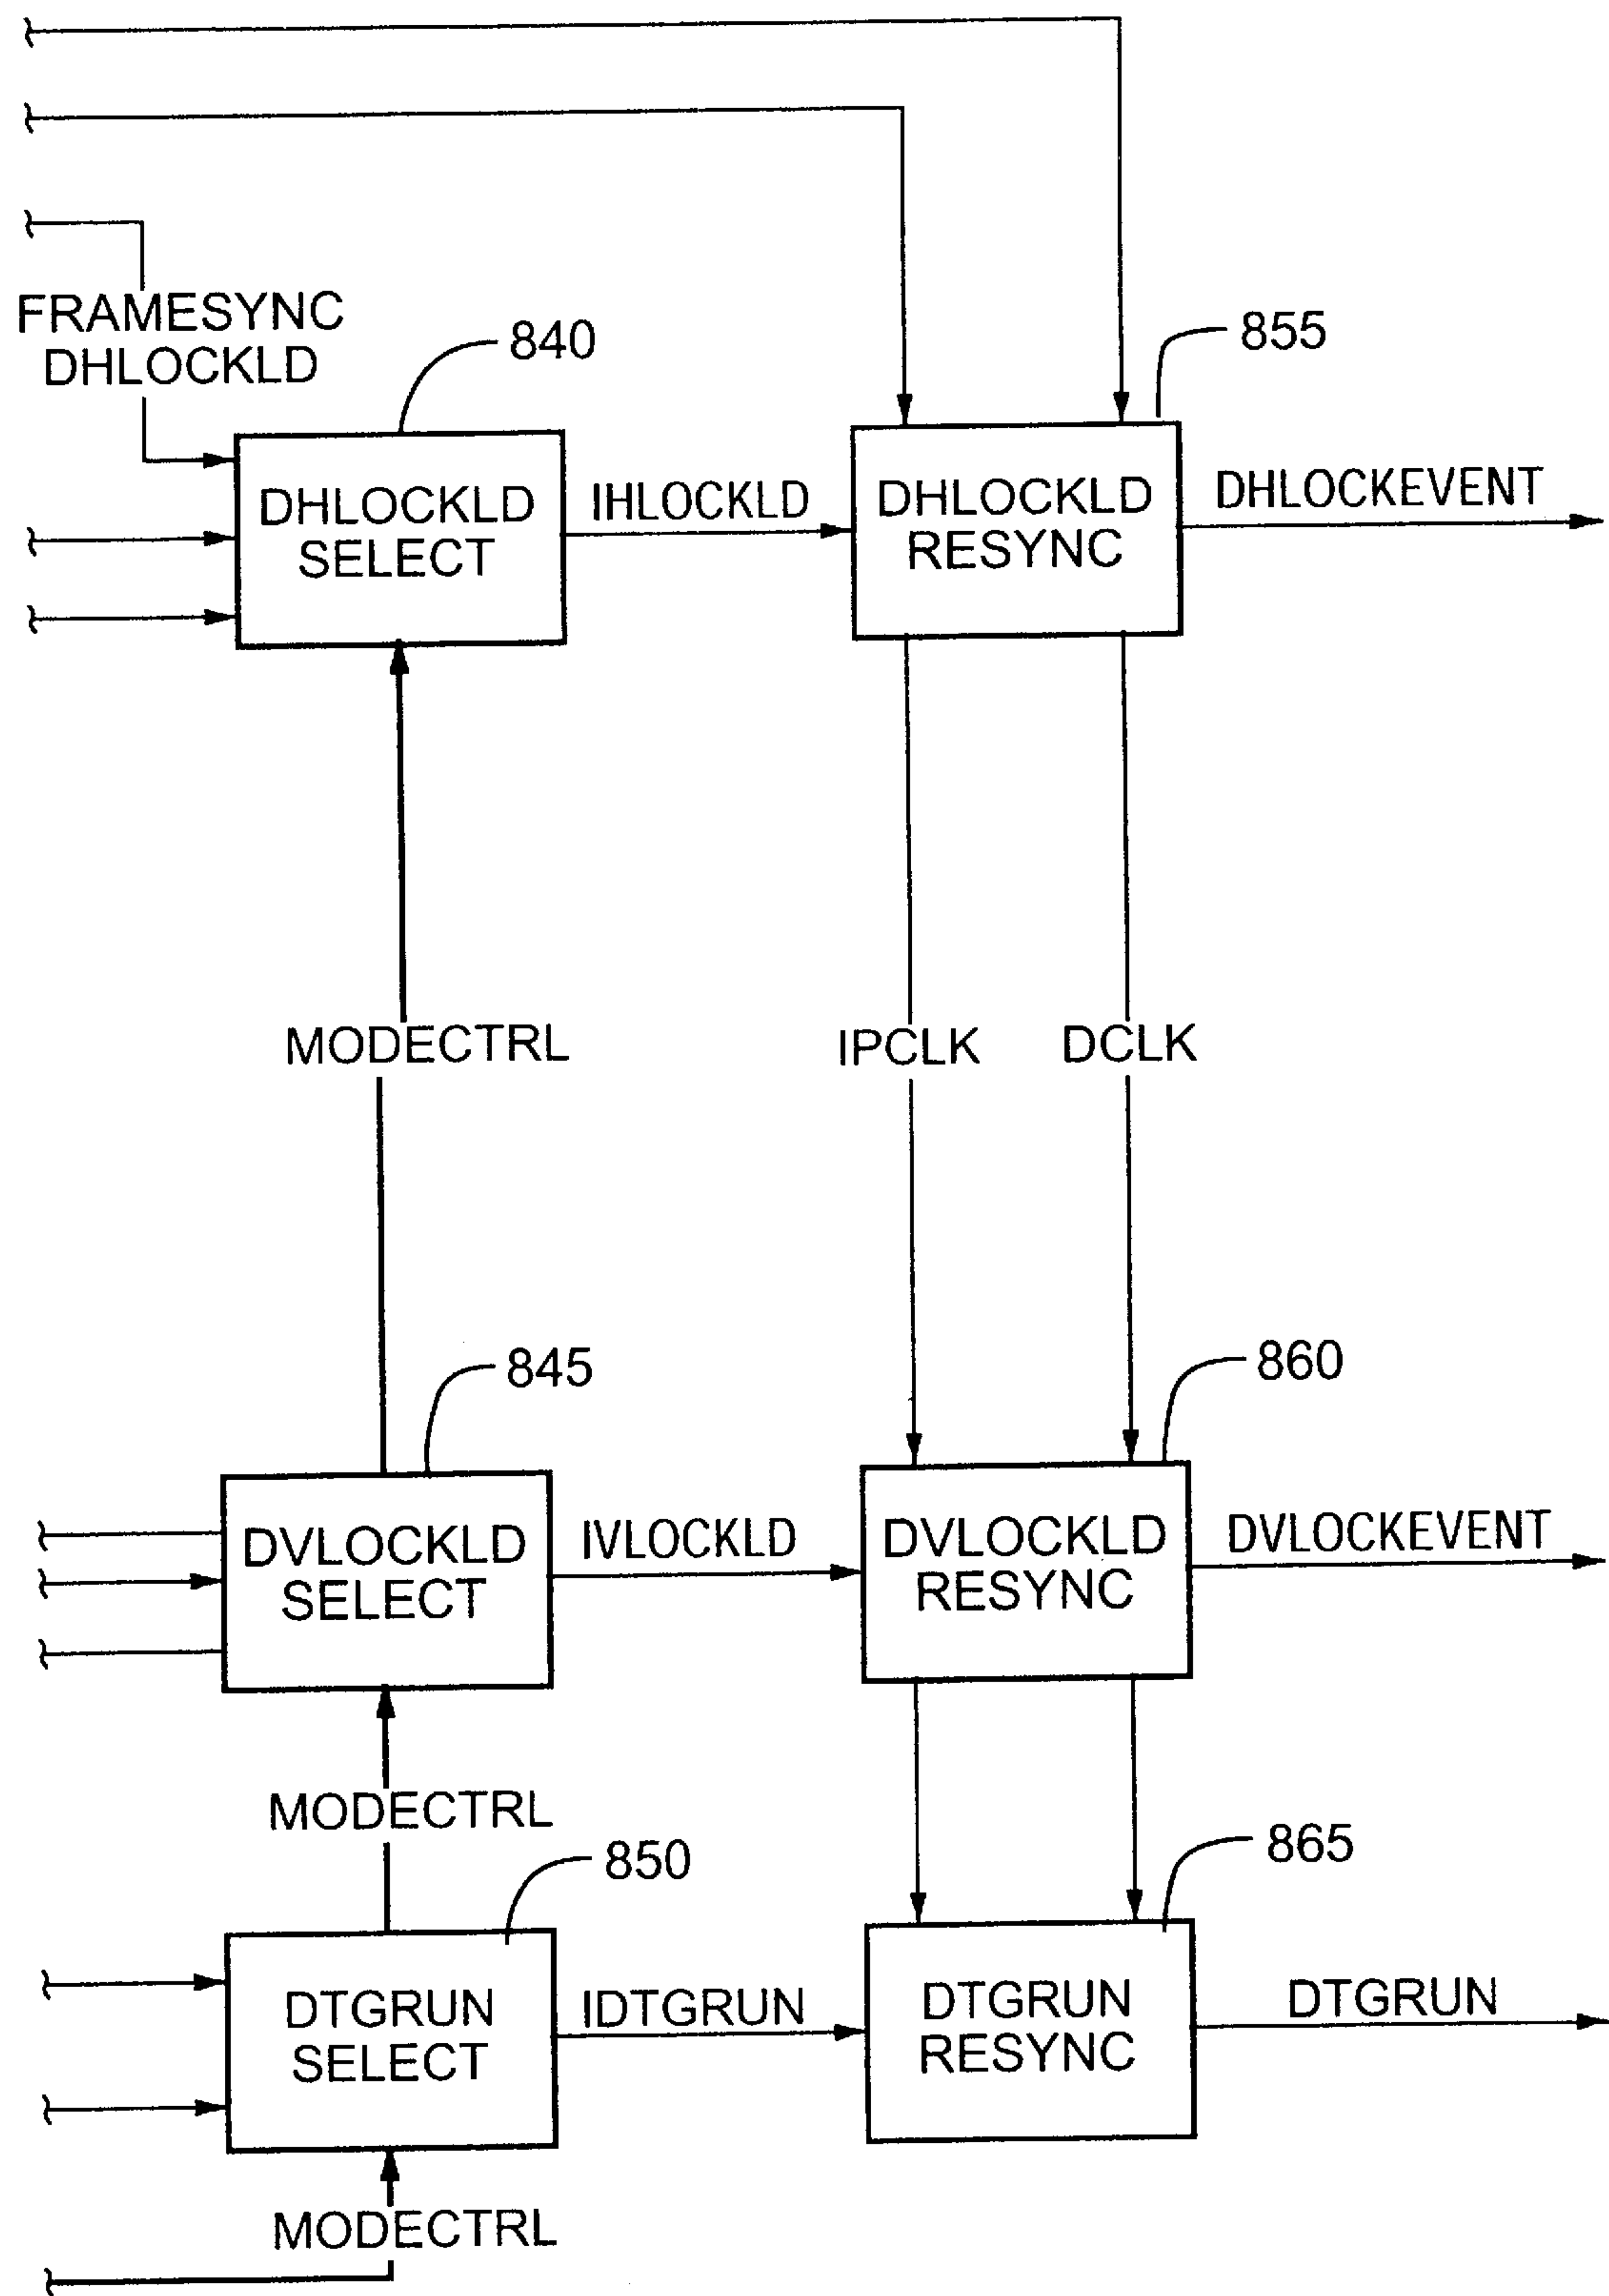 FRAMESYNC
DHLOCKLD
840
855
DHLOCKLD
SELECT
IHLOCKLD
DHLOCKLD
RESYNC
DHLOCKEVENT
MODECTRL
IPCLK
DCLK
845
860
DVLOCKLD
SELECT
IVLOCKLD
DVLOCKLD
RESYNC
DVLOCKEVENT
MODECTRL
850
865
DTGRUN
SELECT
IDTGRUN
DTGRUN
RESYNC
DTGRUN
MODECTRL